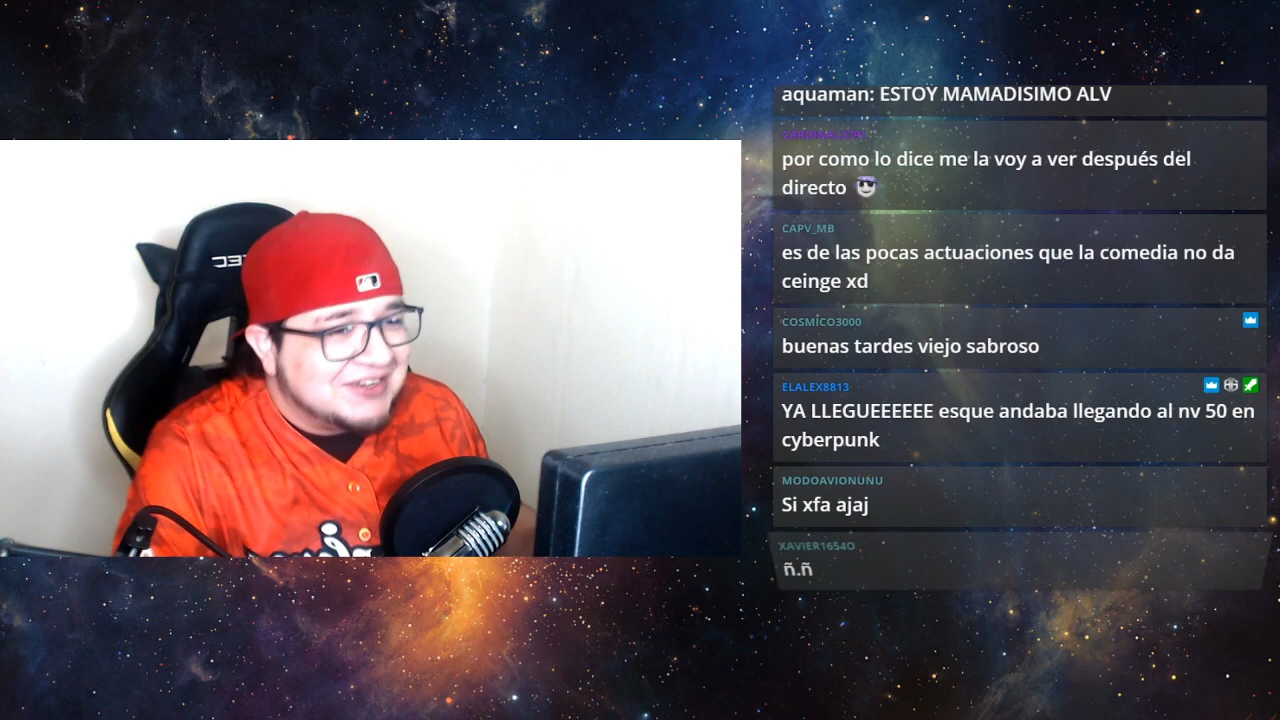 aquaman: ESTOY MAMADISIMO ALV
por como lo dice me la voy a ver después del
directo
CAPV_MB
es de las pocas actuaciones que la comedia no da
ceinge xd
COSMICO3000
buenas tardes viejo sabroso
ELALEX8813
YA LLEGUEEEEEE esque andaba llegando al nv 50 en
cyberpunk
MODOAVIONUNU
Si xfa ajaj
XAVIER1654O
ñ.ñ